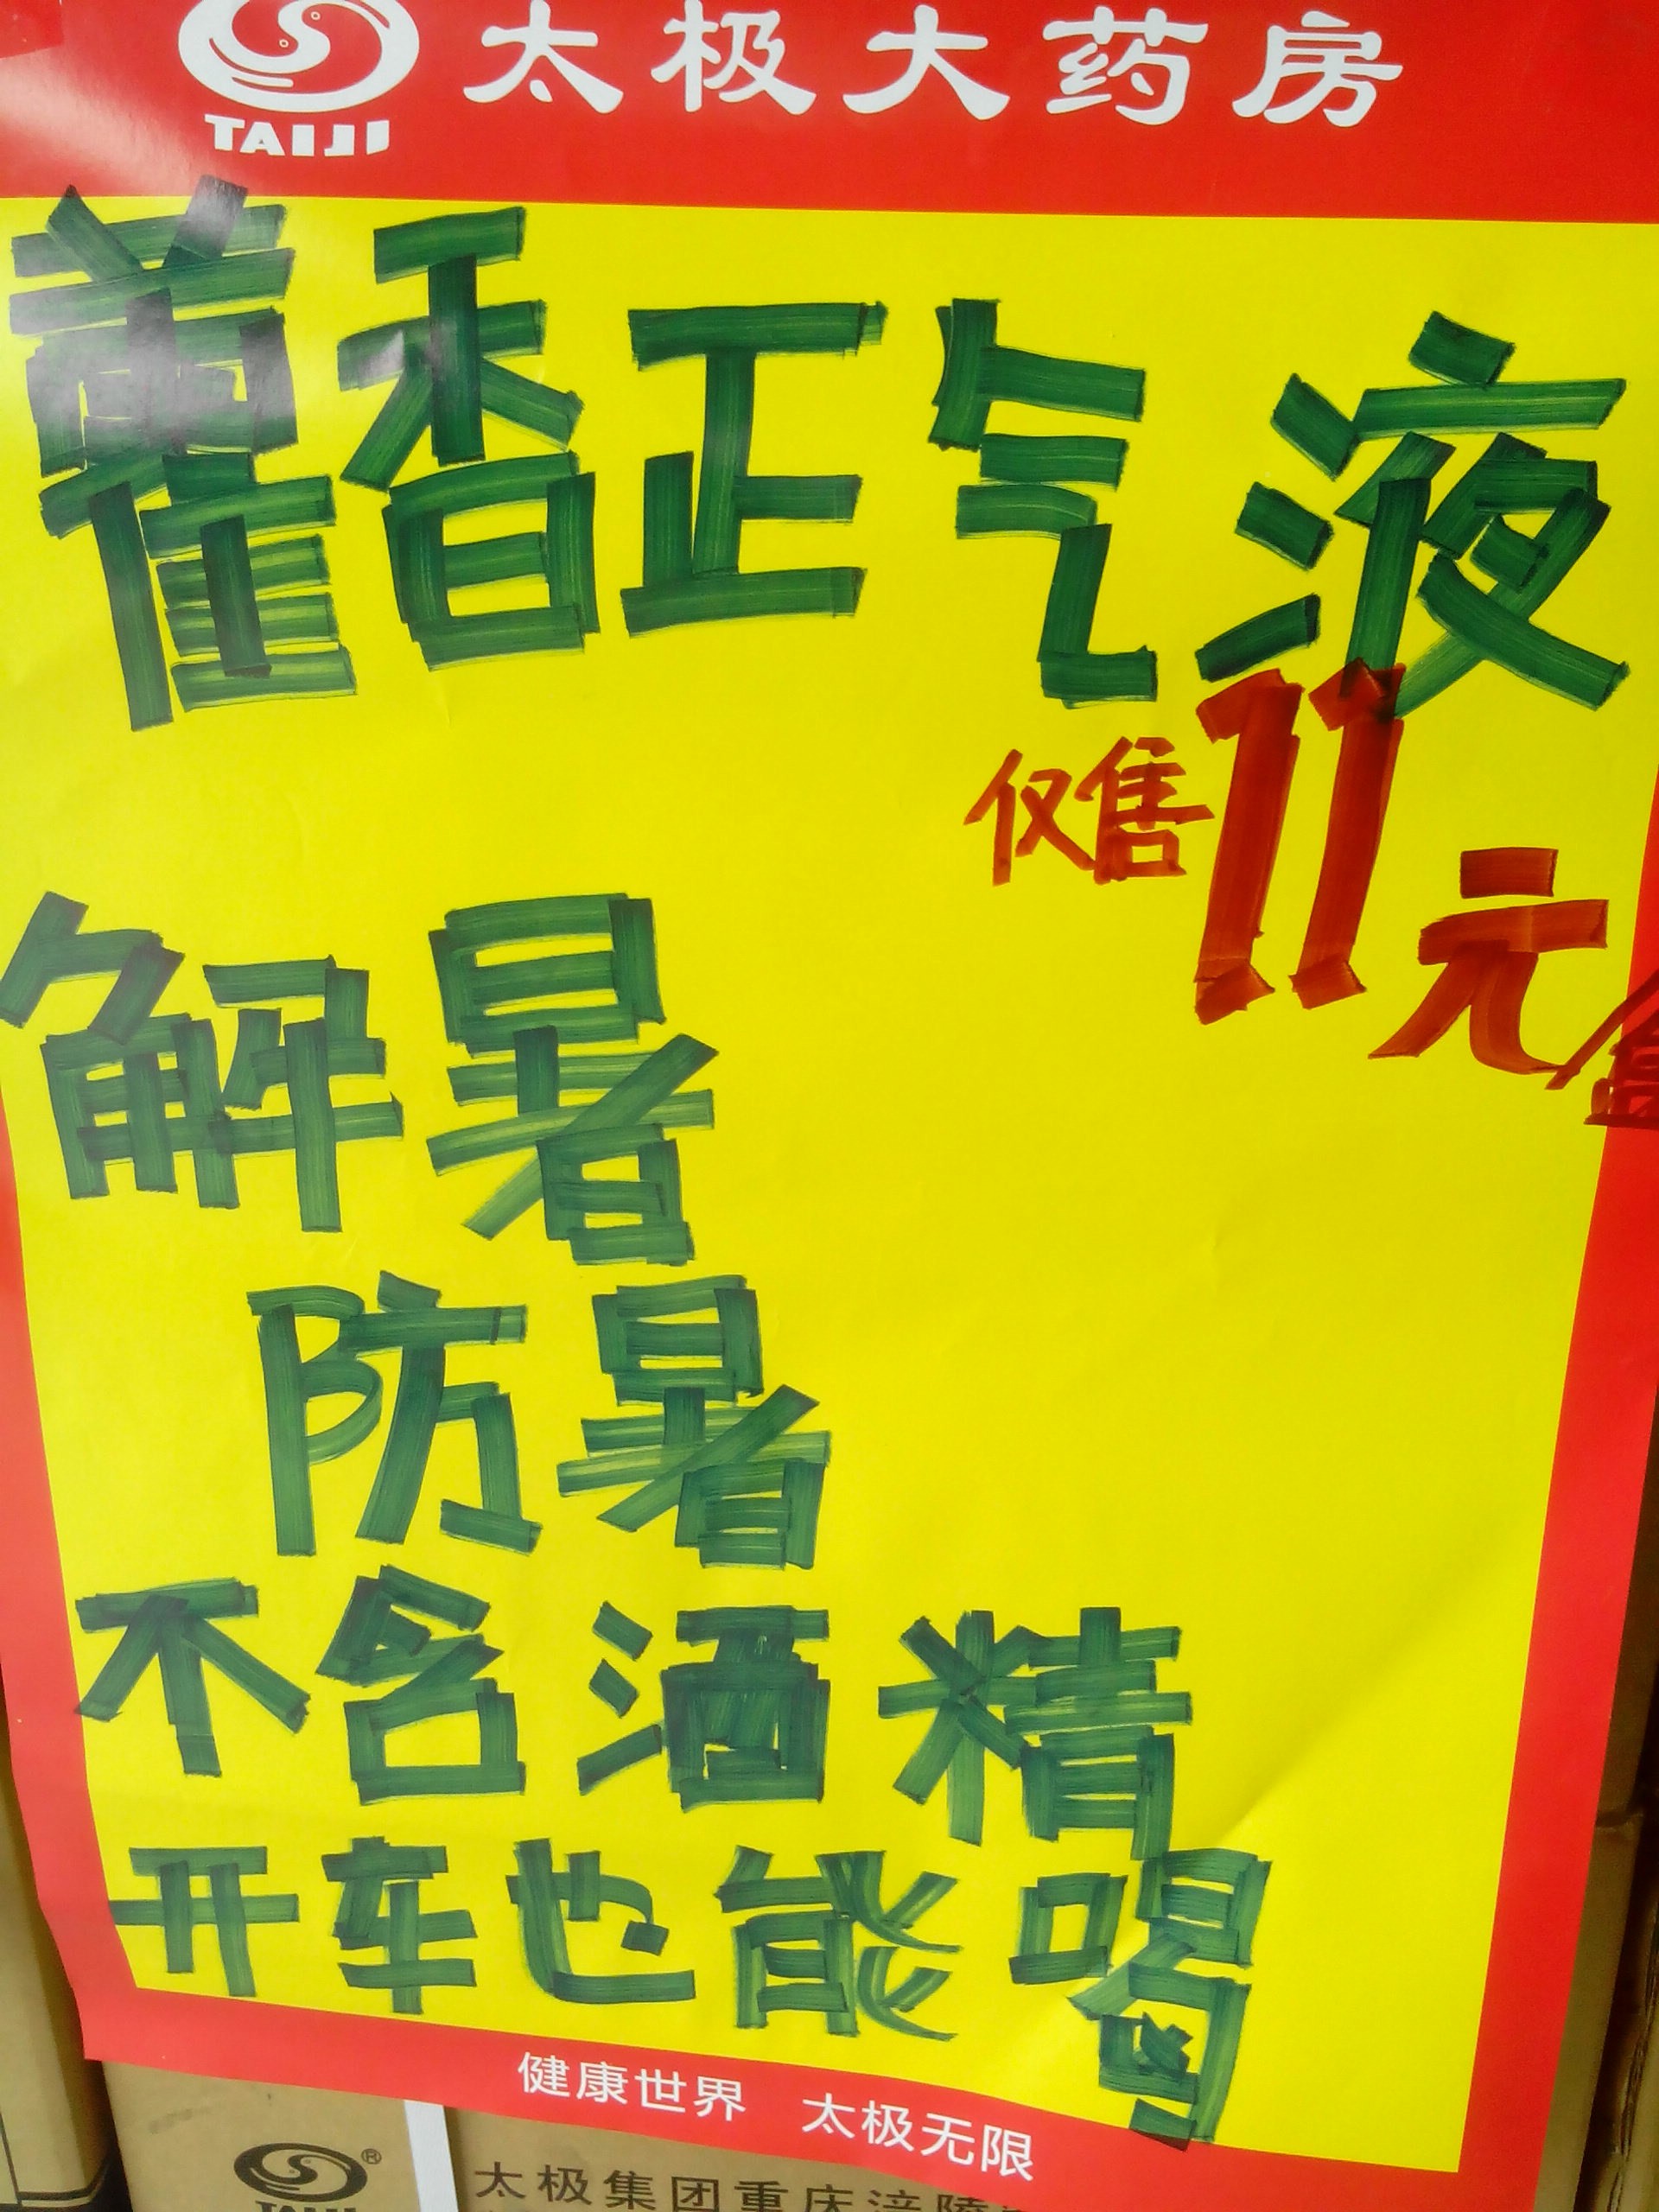 太极大药房
TAIJI
藿香正气液
仅售11元/盒
解暑
防暑
不含酒精
开车也能喝
健康世界 太极无限
太极集团重庆涪陵